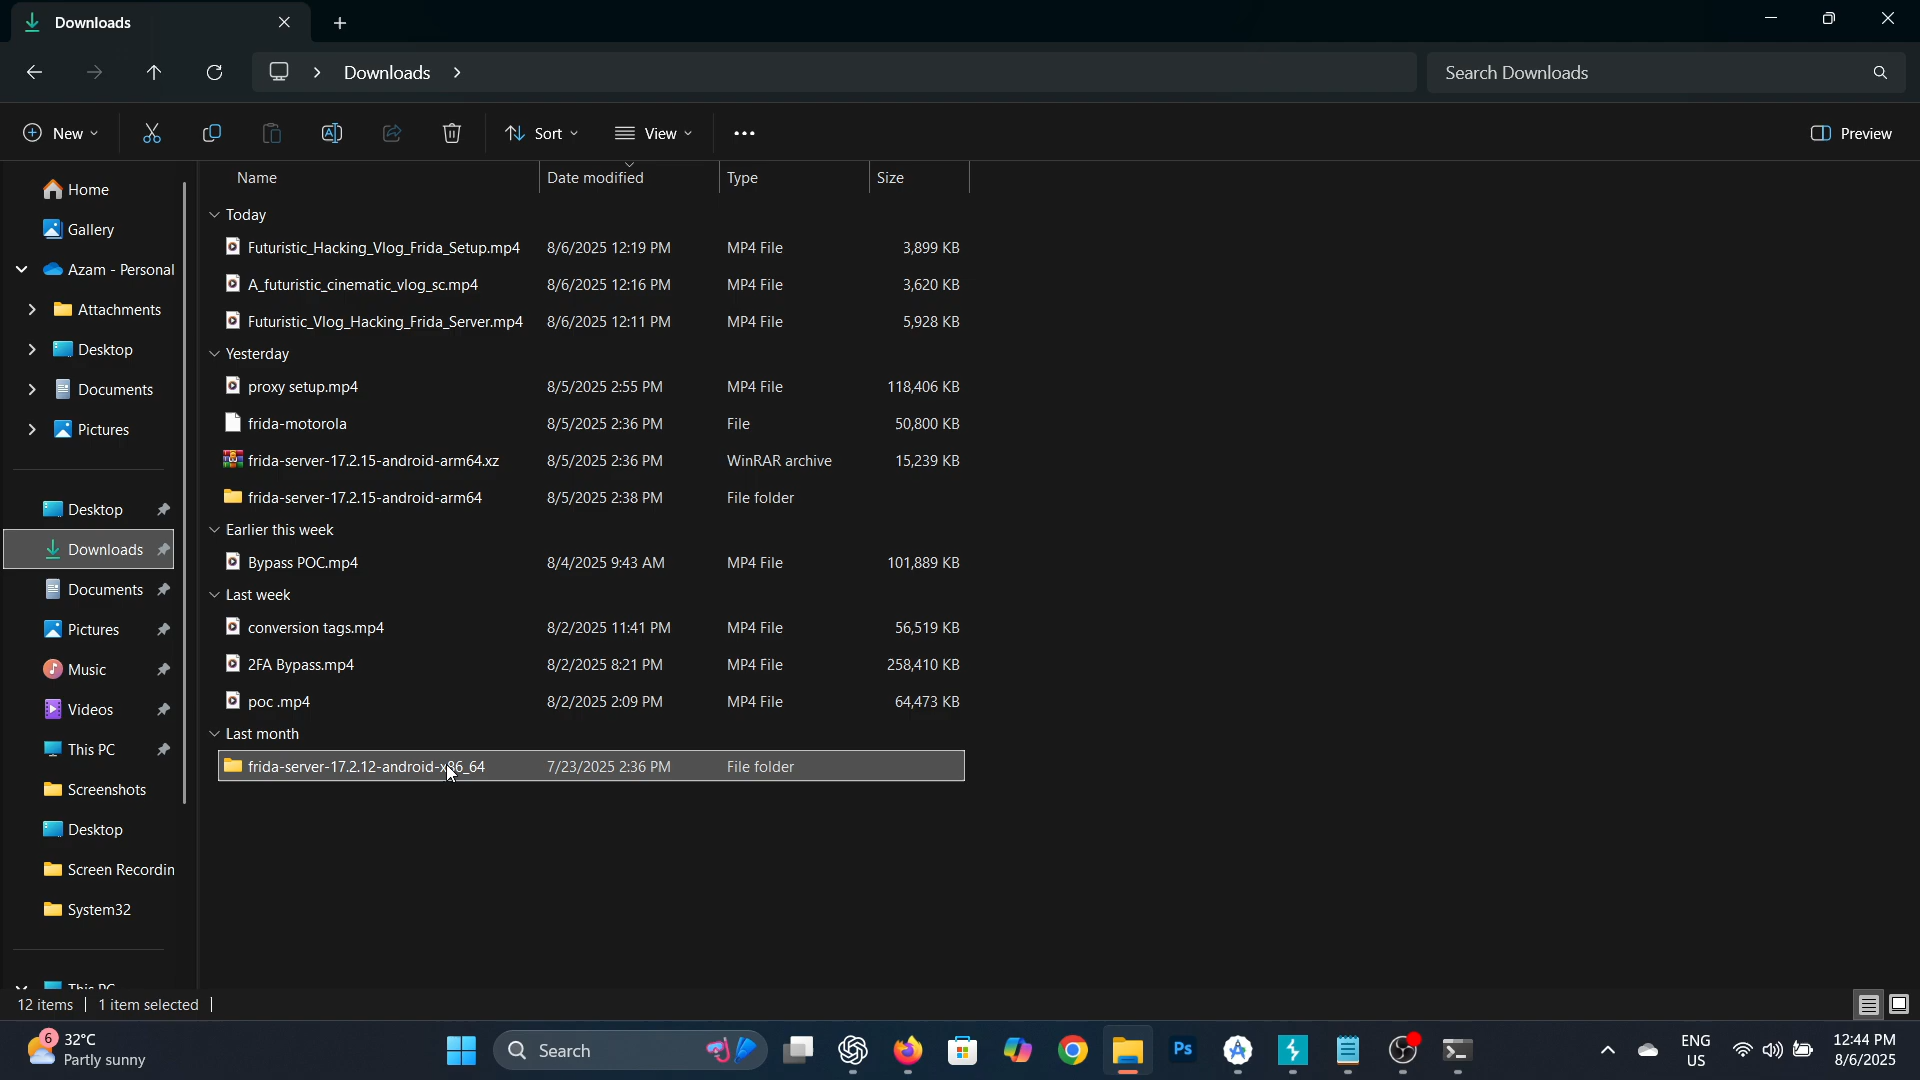 Downloads
Downloads
Search Downloads
New
Sort
View
Preview
Home
Gallery
Azam - Personal
Attachments
Desktop
Documents
Pictures
Desktop
Downloads
Documents
Pictures
Music
Videos
This PC
Screenshots
Desktop
Screen Recordin
System32
This PC
Name Date modified Type Size
Today
Futuristic_Hacking_Vlog_Frida_Setup.mp4 8/6/2025 12:19 PM MP4 File 3,899 KB
A_futuristic_cinematic_vlog_sc.mp4 8/6/2025 12:16 PM MP4 File 3,620 KB
Futuristic_Vlog_Hacking_Frida_Server.mp4 8/6/2025 12:11 PM MP4 File 5,928 KB
Yesterday
proxy setup.mp4 8/5/2025 2:55 PM MP4 File 118,406 KB
frida-motorola 8/5/2025 2:36 PM File 50,800 KB
frida-server-17.2.15-android-arm64.xz 8/5/2025 2:36 PM WinRAR archive 15,239 KB
frida-server-17.2.15-android-arm64 8/5/2025 2:38 PM File folder
Earlier this week
Bypass POC.mp4 8/4/2025 9:43 AM MP4 File 101,889 KB
Last week
conversion tags.mp4 8/2/2025 11:41 PM MP4 File 56,519 KB
2FA Bypass.mp4 8/2/2025 8:21 PM MP4 File 258,410 KB
poc .mp4 8/2/2025 2:09 PM MP4 File 64,473 KB
Last month
frida-server-17.2.12-android-x86_64 7/23/2025 2:36 PM File folder
12 items 1 item selected
6
32°C
Partly sunny
Search
Ps
ENG
US
12:44 PM
8/6/2025